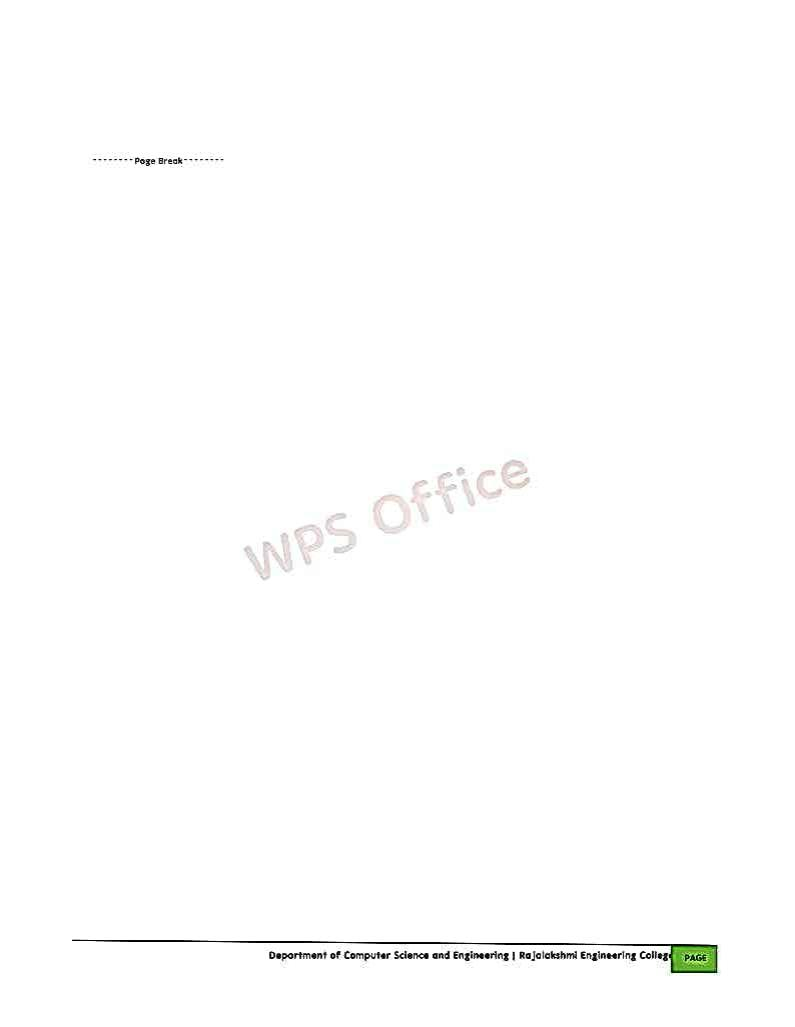 --------Page Break--------
WPS Office
Department of Computer Science and Engineering | Rajalakshmi Engineering College
PAGE